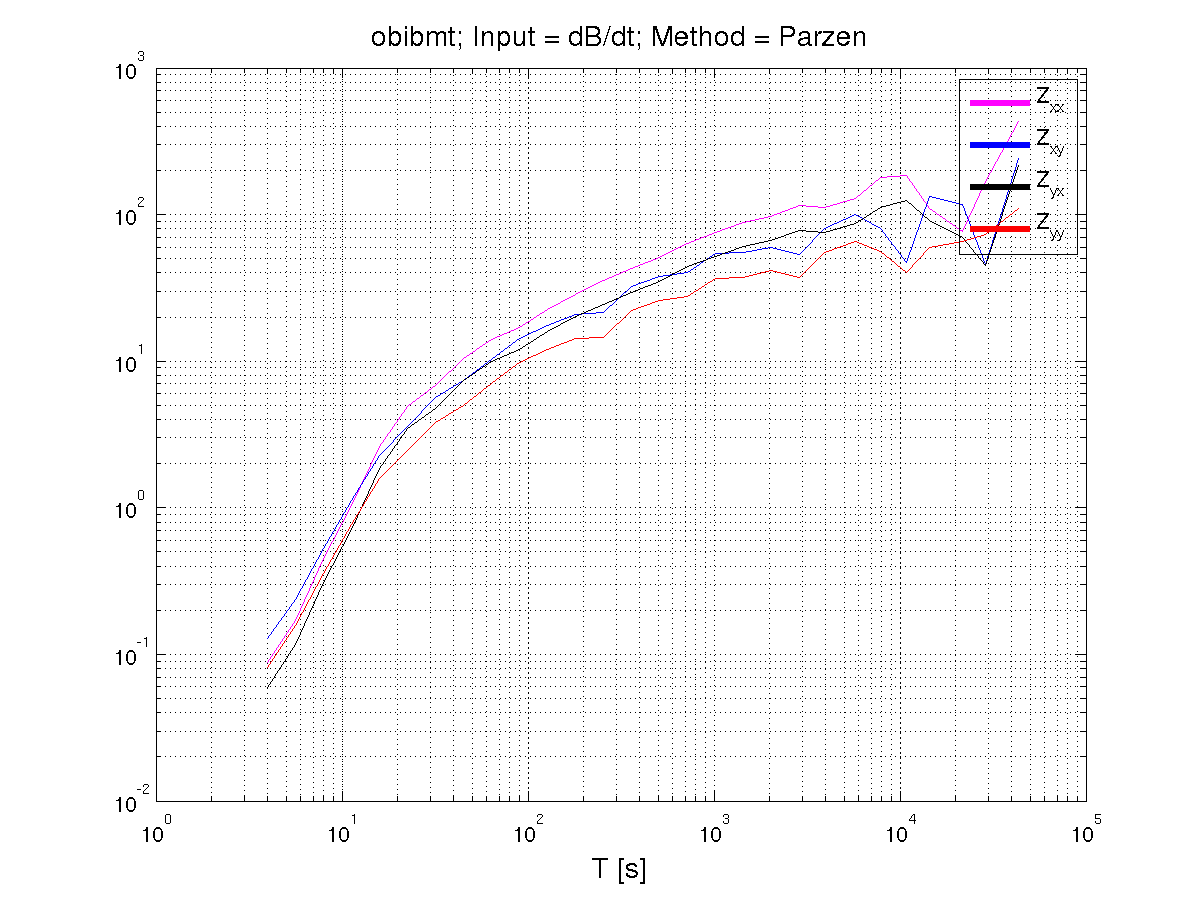 obibmt; Input = dB/dt; Method = Parzen
10^3
10^2
10^1
10^0
10^-1
10^-2
Z_xx
Z_xy
Z_yx
Z_yy
10^0 10^1 10^2 10^3 10^4 10^5
T [s]